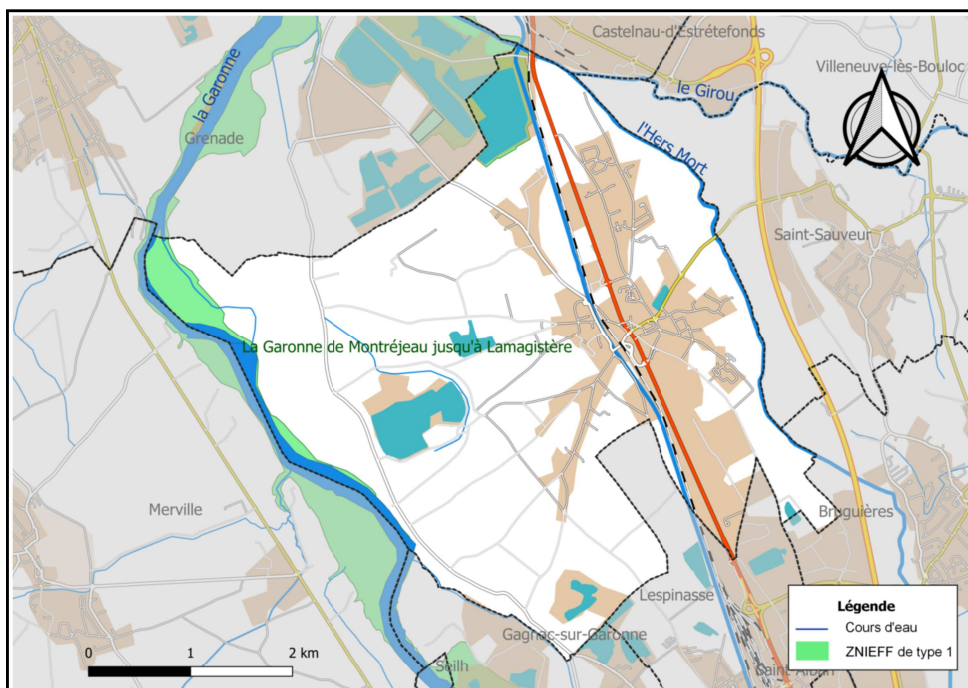 Castelnau-d'Estrétefonds
Villeneuve-lès-Bouloc
la Garonne
le Girou
l'Hers Mort
Grenade
Saint-Sauveur
La Garonne de Montréjeau jusqu'à Lamagistère
Merville
Bruguières
Lespinasse
Gagnac-sur-Garonne
Seilh
Saint-Alban
0 1 2 km
Légende
Cours d'eau
ZNIEFF de type 1